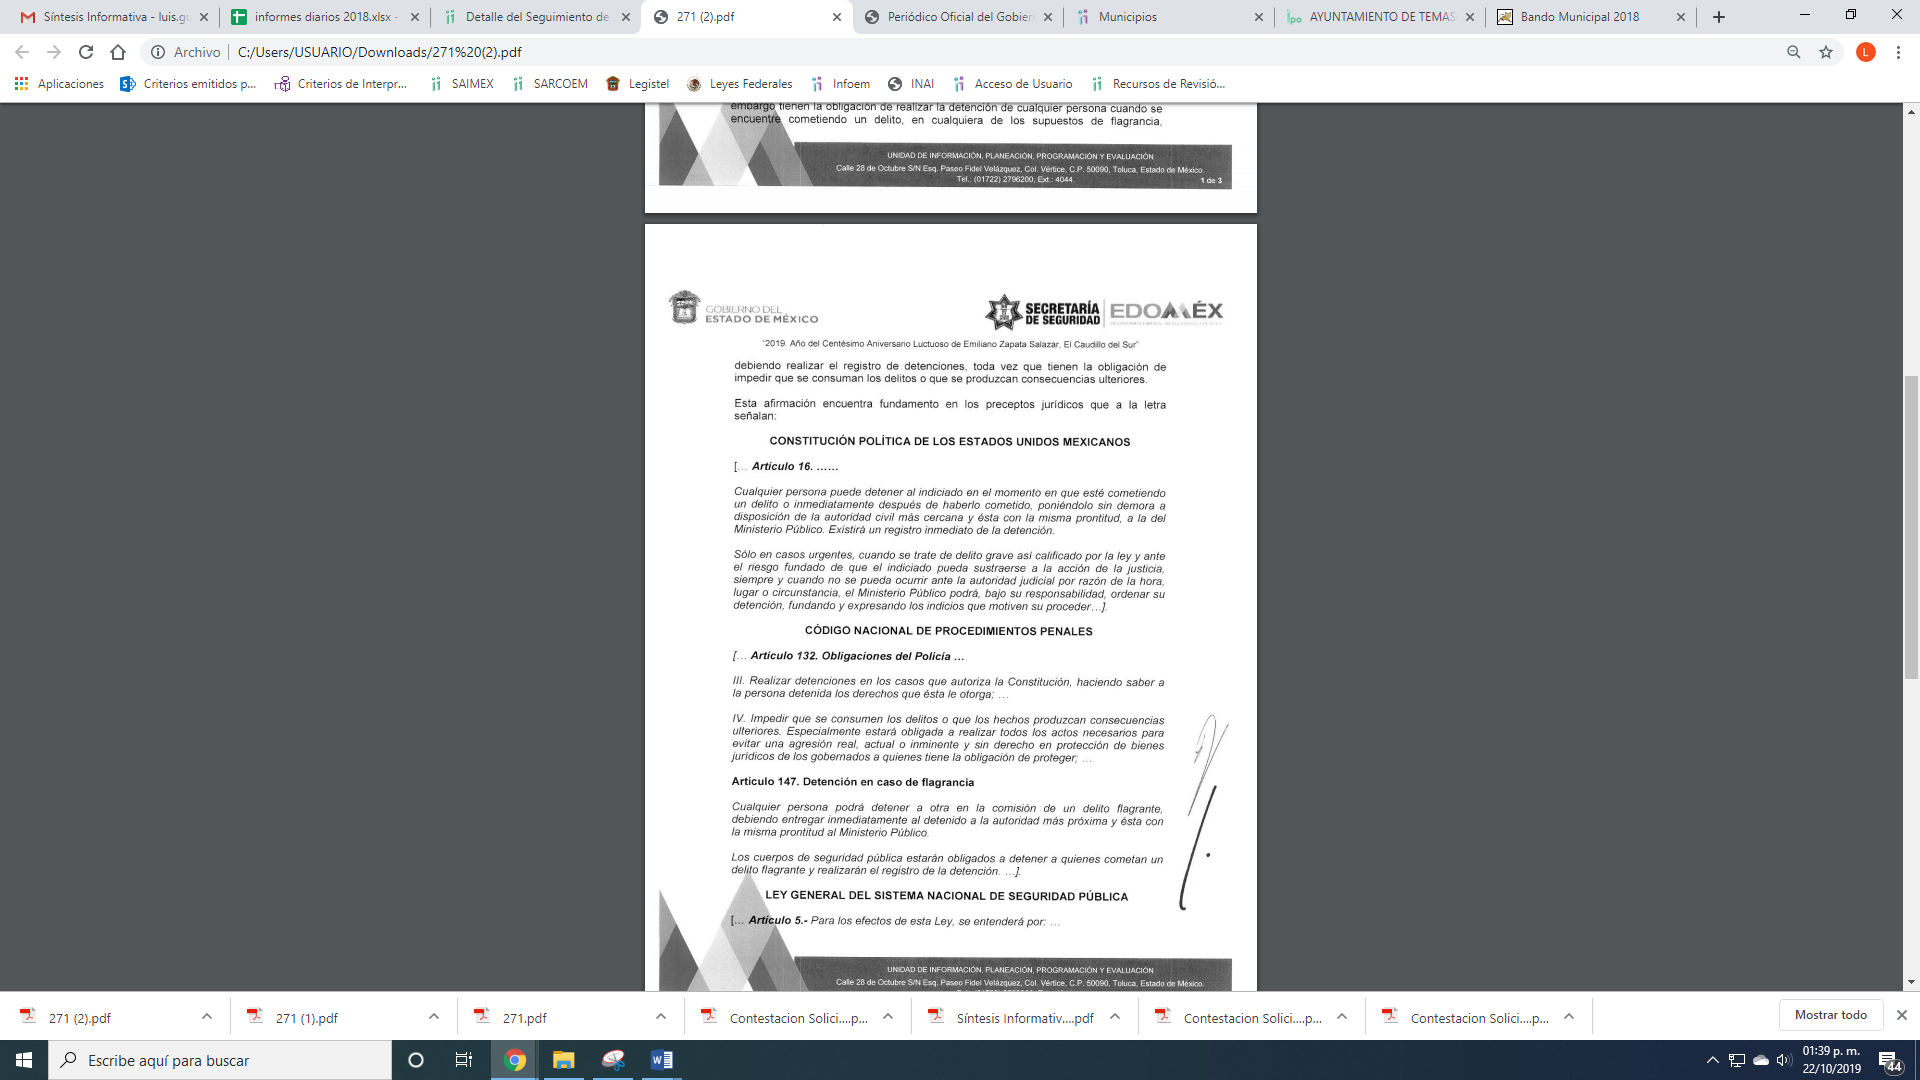 Síntesis Informativa - luis.gu
informes diarios 2018.xlsx -
Detalle del Seguimiento de
271 (2).pdf
Periódico Oficial del Gobier
Municipios
AYUNTAMIENTO DE TEMAS
Bando Municipal 2018
Archivo
C:/Users/USUARIO/Downloads/271%20(2).pdf
L
Aplicaciones
Criterios emitidos p...
Criterios de Interpr...
SAIMEX
SARCOEM
Legistel
Leyes Federales
Infoem
INAI
Acceso de Usuario
Recursos de Revisió...
embargo tienen la obligación de realizar la detención de cualquier persona cuando se
encuentre cometiendo un delito, en cualquiera de los supuestos de flagrancia,
UNIDAD DE INFORMACIÓN, PLANEACIÓN, PROGRAMACIÓN Y EVALUACIÓN
Calle 28 de Octubre S/N Esq. Paseo Fidel Velázquez, Col. Vértice, C.P. 50090, Toluca, Estado de México.
Tel.: (01722) 2796200, Ext.: 4044.
1 de 3
GOBIERNO DEL
ESTADO DE MÉXICO
SECRETARÍA
DE SEGURIDAD
EDOMÉX
"2019. Año del Centésimo Aniversario Luctuoso de Emiliano Zapata Salazar, El Caudillo del Sur"
debiendo realizar el registro de detenciones, toda vez que tienen la obligación de
impedir que se consuman los delitos o que se produzcan consecuencias ulteriores.
Esta afirmación encuentra fundamento en los preceptos jurídicos que a la letra
señalan:
CONSTITUCIÓN POLÍTICA DE LOS ESTADOS UNIDOS MEXICANOS
[… Artículo 16. ……
Cualquier persona puede detener al indiciado en el momento en que esté cometiendo
un delito o inmediatamente después de haberlo cometido, poniéndolo sin demora a
disposición de la autoridad civil más cercana y ésta con la misma prontitud, a la del
Ministerio Público. Existirá un registro inmediato de la detención.
Sólo en casos urgentes, cuando se trate de delito grave así calificado por la ley y ante
el riesgo fundado de que el indiciado pueda sustraerse a la acción de la justicia,
siempre y cuando no se pueda ocurrir ante la autoridad judicial por razón de la hora,
lugar o circunstancia, el Ministerio Público podrá, bajo su responsabilidad, ordenar su
detención, fundando y expresando los indicios que motiven su proceder…].
CÓDIGO NACIONAL DE PROCEDIMIENTOS PENALES
[… Artículo 132. Obligaciones del Policía …
III. Realizar detenciones en los casos que autoriza la Constitución, haciendo saber a
la persona detenida los derechos que ésta le otorga; …
IV. Impedir que se consumen los delitos o que los hechos produzcan consecuencias
ulteriores. Especialmente estará obligada a realizar todos los actos necesarios para
evitar una agresión real, actual o inminente y sin derecho en protección de bienes
jurídicos de los gobernados a quienes tiene la obligación de proteger; …
Artículo 147. Detención en caso de flagrancia
Cualquier persona podrá detener a otra en la comisión de un delito flagrante,
debiendo entregar inmediatamente al detenido a la autoridad más próxima y ésta con
la misma prontitud al Ministerio Público.
Los cuerpos de seguridad pública estarán obligados a detener a quienes cometan un
delito flagrante y realizarán el registro de la detención. …].
LEY GENERAL DEL SISTEMA NACIONAL DE SEGURIDAD PÚBLICA
[… Artículo 5.- Para los efectos de esta Ley, se entenderá por: …
UNIDAD DE INFORMACIÓN, PLANEACIÓN, PROGRAMACIÓN Y EVALUACIÓN
Calle 28 de Octubre S/N Esq. Paseo Fidel Velázquez, Col. Vértice, C.P. 50090, Toluca, Estado de México.
271 (2).pdf
271 (1).pdf
271.pdf
Contestacion Solici....p...
Síntesis Informativ....pdf
Contestacion Solici....p...
Contestacion Solici....p...
Mostrar todo
Escribe aquí para buscar
01:39 p. m.
22/10/2019
44